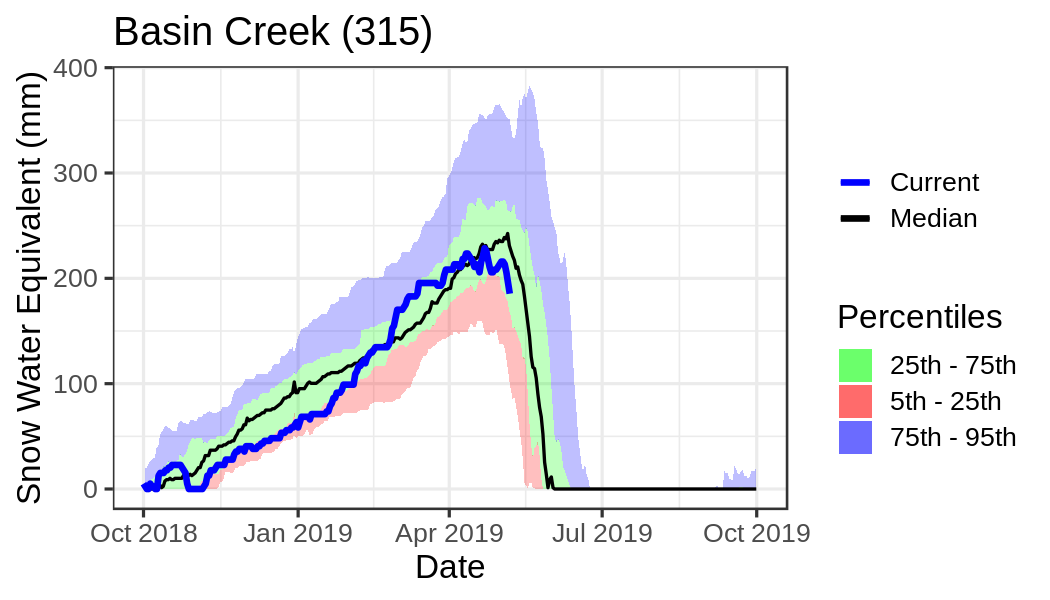 Basin Creek (315)
Snow Water Equivalent (mm)
400
300
200
100
0
Oct 2018
Jan 2019
Apr 2019
Jul 2019
Oct 2019
Date
Current
Median
Percentiles
25th - 75th
5th - 25th
75th - 95th